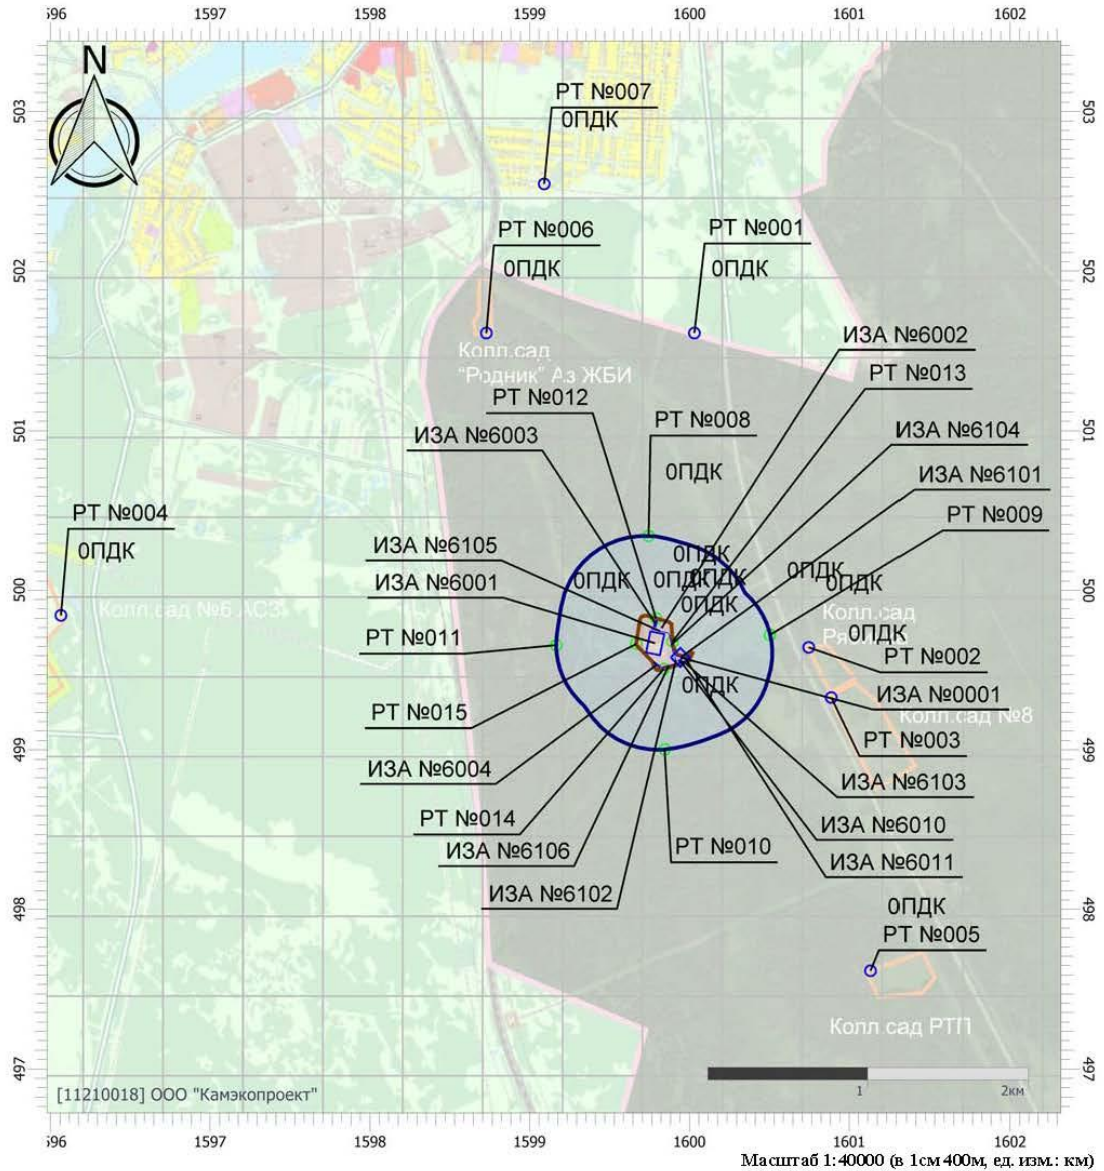 596 1597 1598 1599 1600 1601 1602
N
503
503
РТ №007
0ПДК
РТ №006
0ПДК
РТ №001
0ПДК
502
502
ИЗА №6002
Колл.сад
"Родник" Аз ЖБИ
РТ №013
РТ №012
РТ №008
ИЗА №6003
ИЗА №6104
501
501
0ПДК
ИЗА №6101
РТ №004
РТ №009
0ПДК
ИЗА №6105
0ПДК
0ПДК
0ПДК
0ПДК
0ПДК
0ПДК
ИЗА №6001
500
500
Колл.сад №6 АСЗ
0ПДК
Колл.сад
0ПДК
РТ №011
РТ №002
0ПДК
ИЗА №0001
РТ №015
Колл.сад №8
РТ №003
499
499
ИЗА №6004
ИЗА №6103
РТ №014
ИЗА №6010
ИЗА №6106
РТ №010
ИЗА №6011
ИЗА №6102
498
498
0ПДК
РТ №005
Колл.сад РТП
497
497
[11210018] ООО "Камэкопроект"
1 2км
596 1597 1598 1599 1600 1601 1602
Масштаб 1:40000 (в 1см 400м, ед. изм.: км)